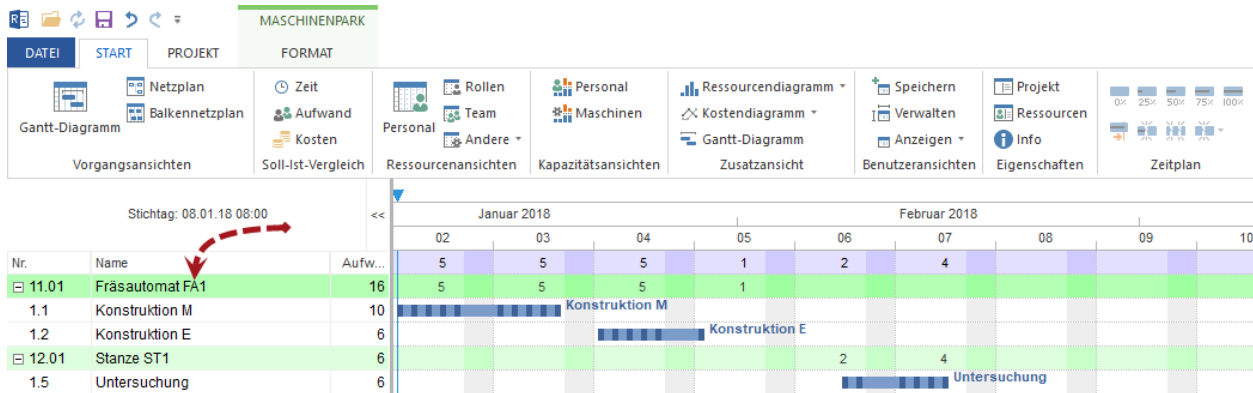 MASCHINENPARK
DATEI START PROJEKT FORMAT
Gantt-Diagramm
Netzplan
Balkennetzplan
Vorgangsansichten
Zeit
Aufwand
Kosten
Soll-Ist-Vergleich
Personal
Rollen
Team
Andere
Ressourcenansichten
Personal
Maschinen
Kapazitätsansichten
Ressourcendiagramm
Kostendiagramm
Gantt-Diagramm
Zusatzansicht
Speichern
Verwalten
Anzeigen
Benutzeransichten
Projekt
Ressourcen
Info
Eigenschaften
0% 25% 50% 75% 100%
Zeitplan
Stichtag: 08.01.18 08:00 <<
Januar 2018 Februar 2018
02 03 04 05 06 07 08 09 10
Nr. Name Aufw... 5 5 5 1 2 4
11.01 Fräsautomat FA1 16 5 5 5 1
1.1 Konstruktion M 10 Konstruktion M
1.2 Konstruktion E 6 Konstruktion E
12.01 Stanze ST1 6 2 4
1.5 Untersuchung 6 Untersuchung